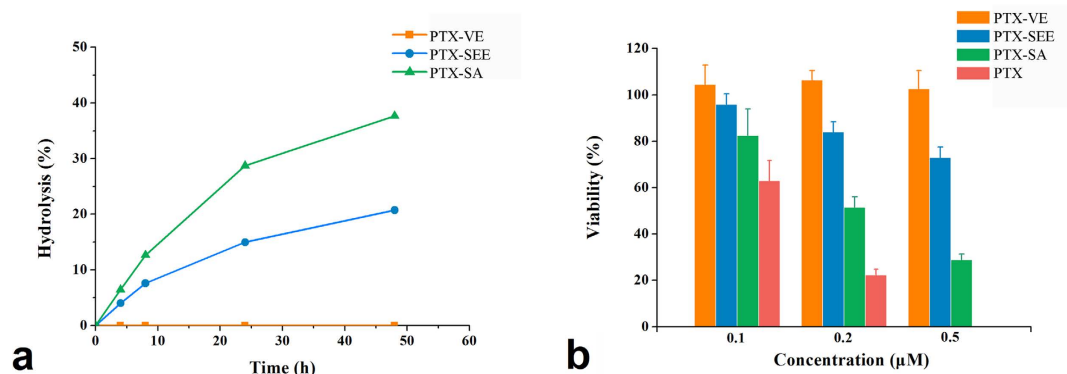 PTX-VE
PTX-SEE
PTX-SA
50
40
30
20
10
0
Hydrolysis (%)
0 10 20 30 40 50 60
Time (h)
a
PTX-VE
PTX-SEE
PTX-SA
PTX
120
100
80
60
40
20
0
Viability (%)
0.1 0.2 0.5
Concentration (μM)
b